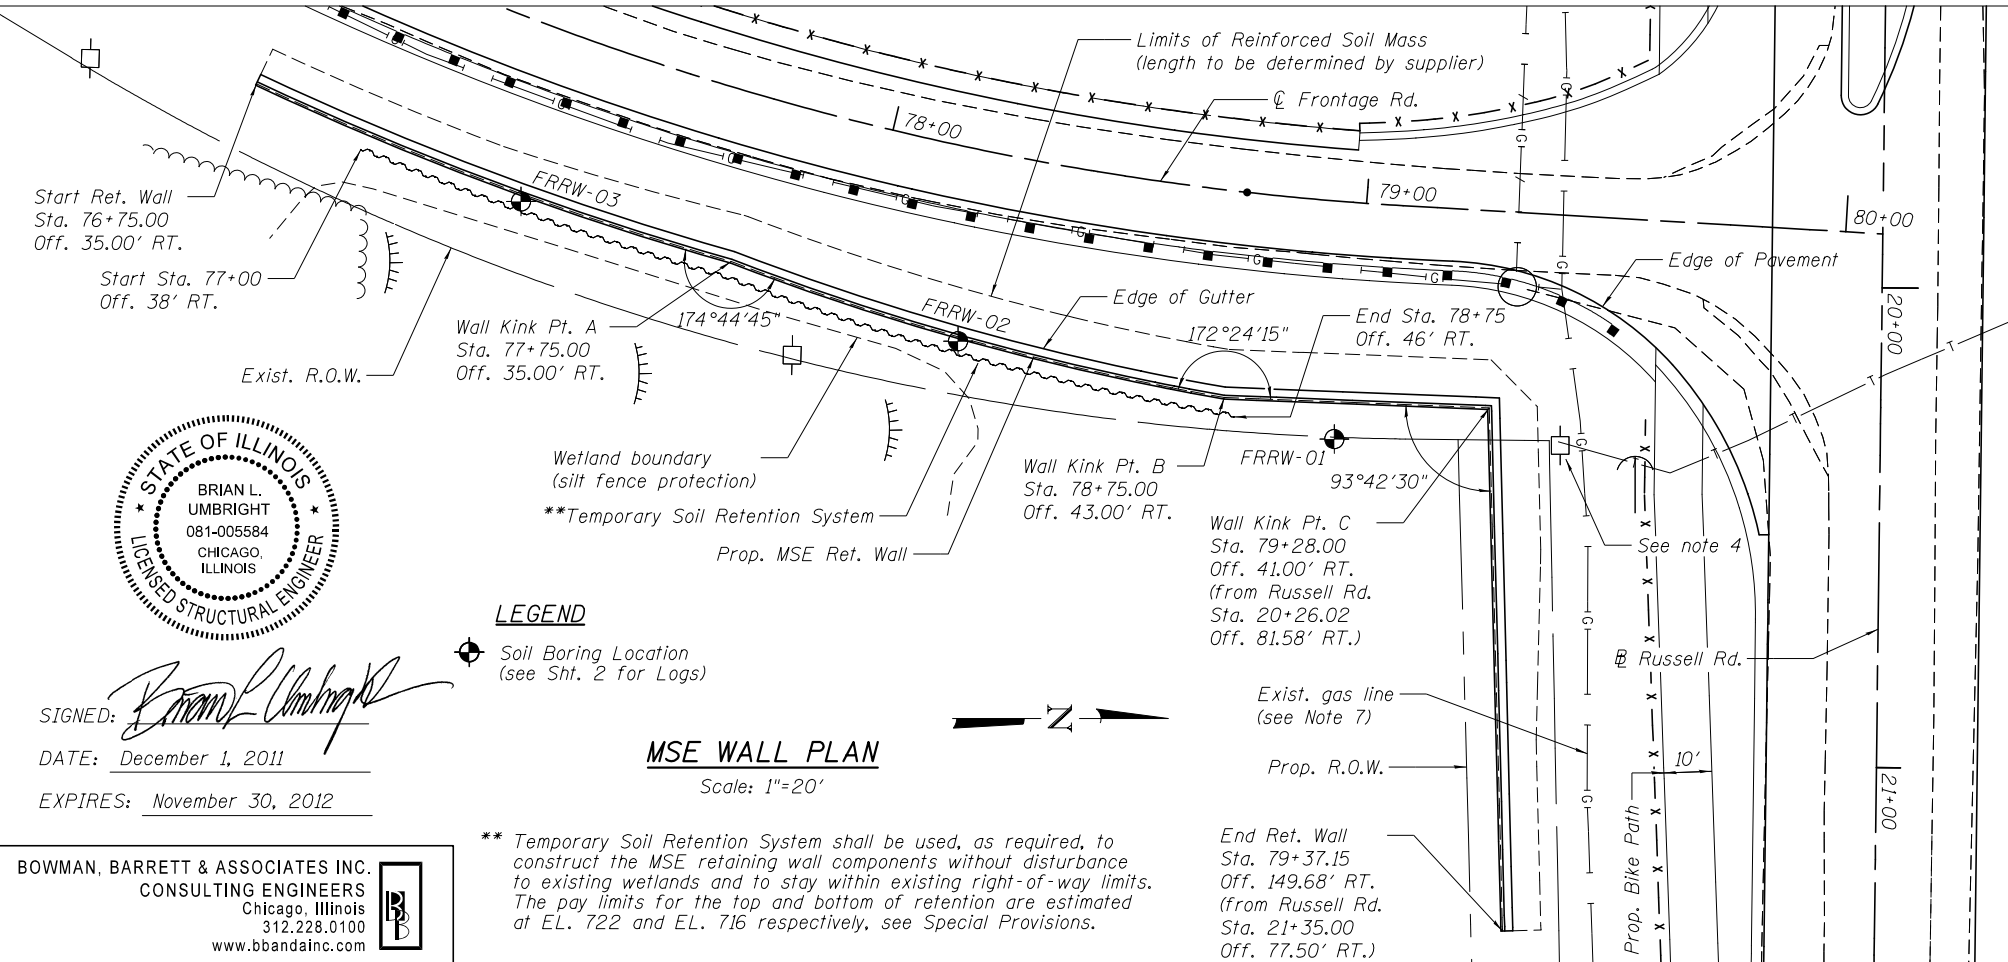 Limits of Reinforced Soil Mass
(length to be determined by supplier)
℄ Frontage Rd.
78+00
79+00
80+00
Start Ret. Wall
Sta. 76+75.00
Off. 35.00' RT.
FRRW-03
Start Sta. 77+00
Off. 38' RT.
Edge of Pavement
20+00
Edge of Gutter
FRRW-02
174°44'45"
172°24'15"
End Sta. 78+75
Off. 46' RT.
Wall Kink Pt. A
Sta. 77+75.00
Off. 35.00' RT.
Exist. R.O.W.
Wetland boundary
(silt fence protection)
**Temporary Soil Retention System
Prop. MSE Ret. Wall
Wall Kink Pt. B
Sta. 78+75.00
Off. 43.00' RT.
FRRW-01
93°42'30"
Wall Kink Pt. C
Sta. 79+28.00
Off. 41.00' RT.
(from Russell Rd.
Sta. 20+26.02
Off. 81.58' RT.)
See note 4
STATE OF ILLINOIS
BRIAN L.
UMBRIGHT
081-005584
CHICAGO,
ILLINOIS
LICENSED STRUCTURAL ENGINEER
LEGEND
Soil Boring Location
(see Sht. 2 for Logs)
Russell Rd.
Exist. gas line
(see Note 7)
Prop. R.O.W.
10'
21+00
Prop. Bike Path
SIGNED: Brian L Umbright
DATE: December 1, 2011
EXPIRES: November 30, 2012
N
MSE WALL PLAN
Scale: 1"=20'
** Temporary Soil Retention System shall be used, as required, to
construct the MSE retaining wall components without disturbance
to existing wetlands and to stay within existing right-of-way limits.
The pay limits for the top and bottom of retention are estimated
at EL. 722 and EL. 716 respectively, see Special Provisions.
End Ret. Wall
Sta. 79+37.15
Off. 149.68' RT.
(from Russell Rd.
Sta. 21+35.00
Off. 77.50' RT.)
BOWMAN, BARRETT & ASSOCIATES INC.
CONSULTING ENGINEERS
Chicago, Illinois
312.228.0100
www.bbandainc.com